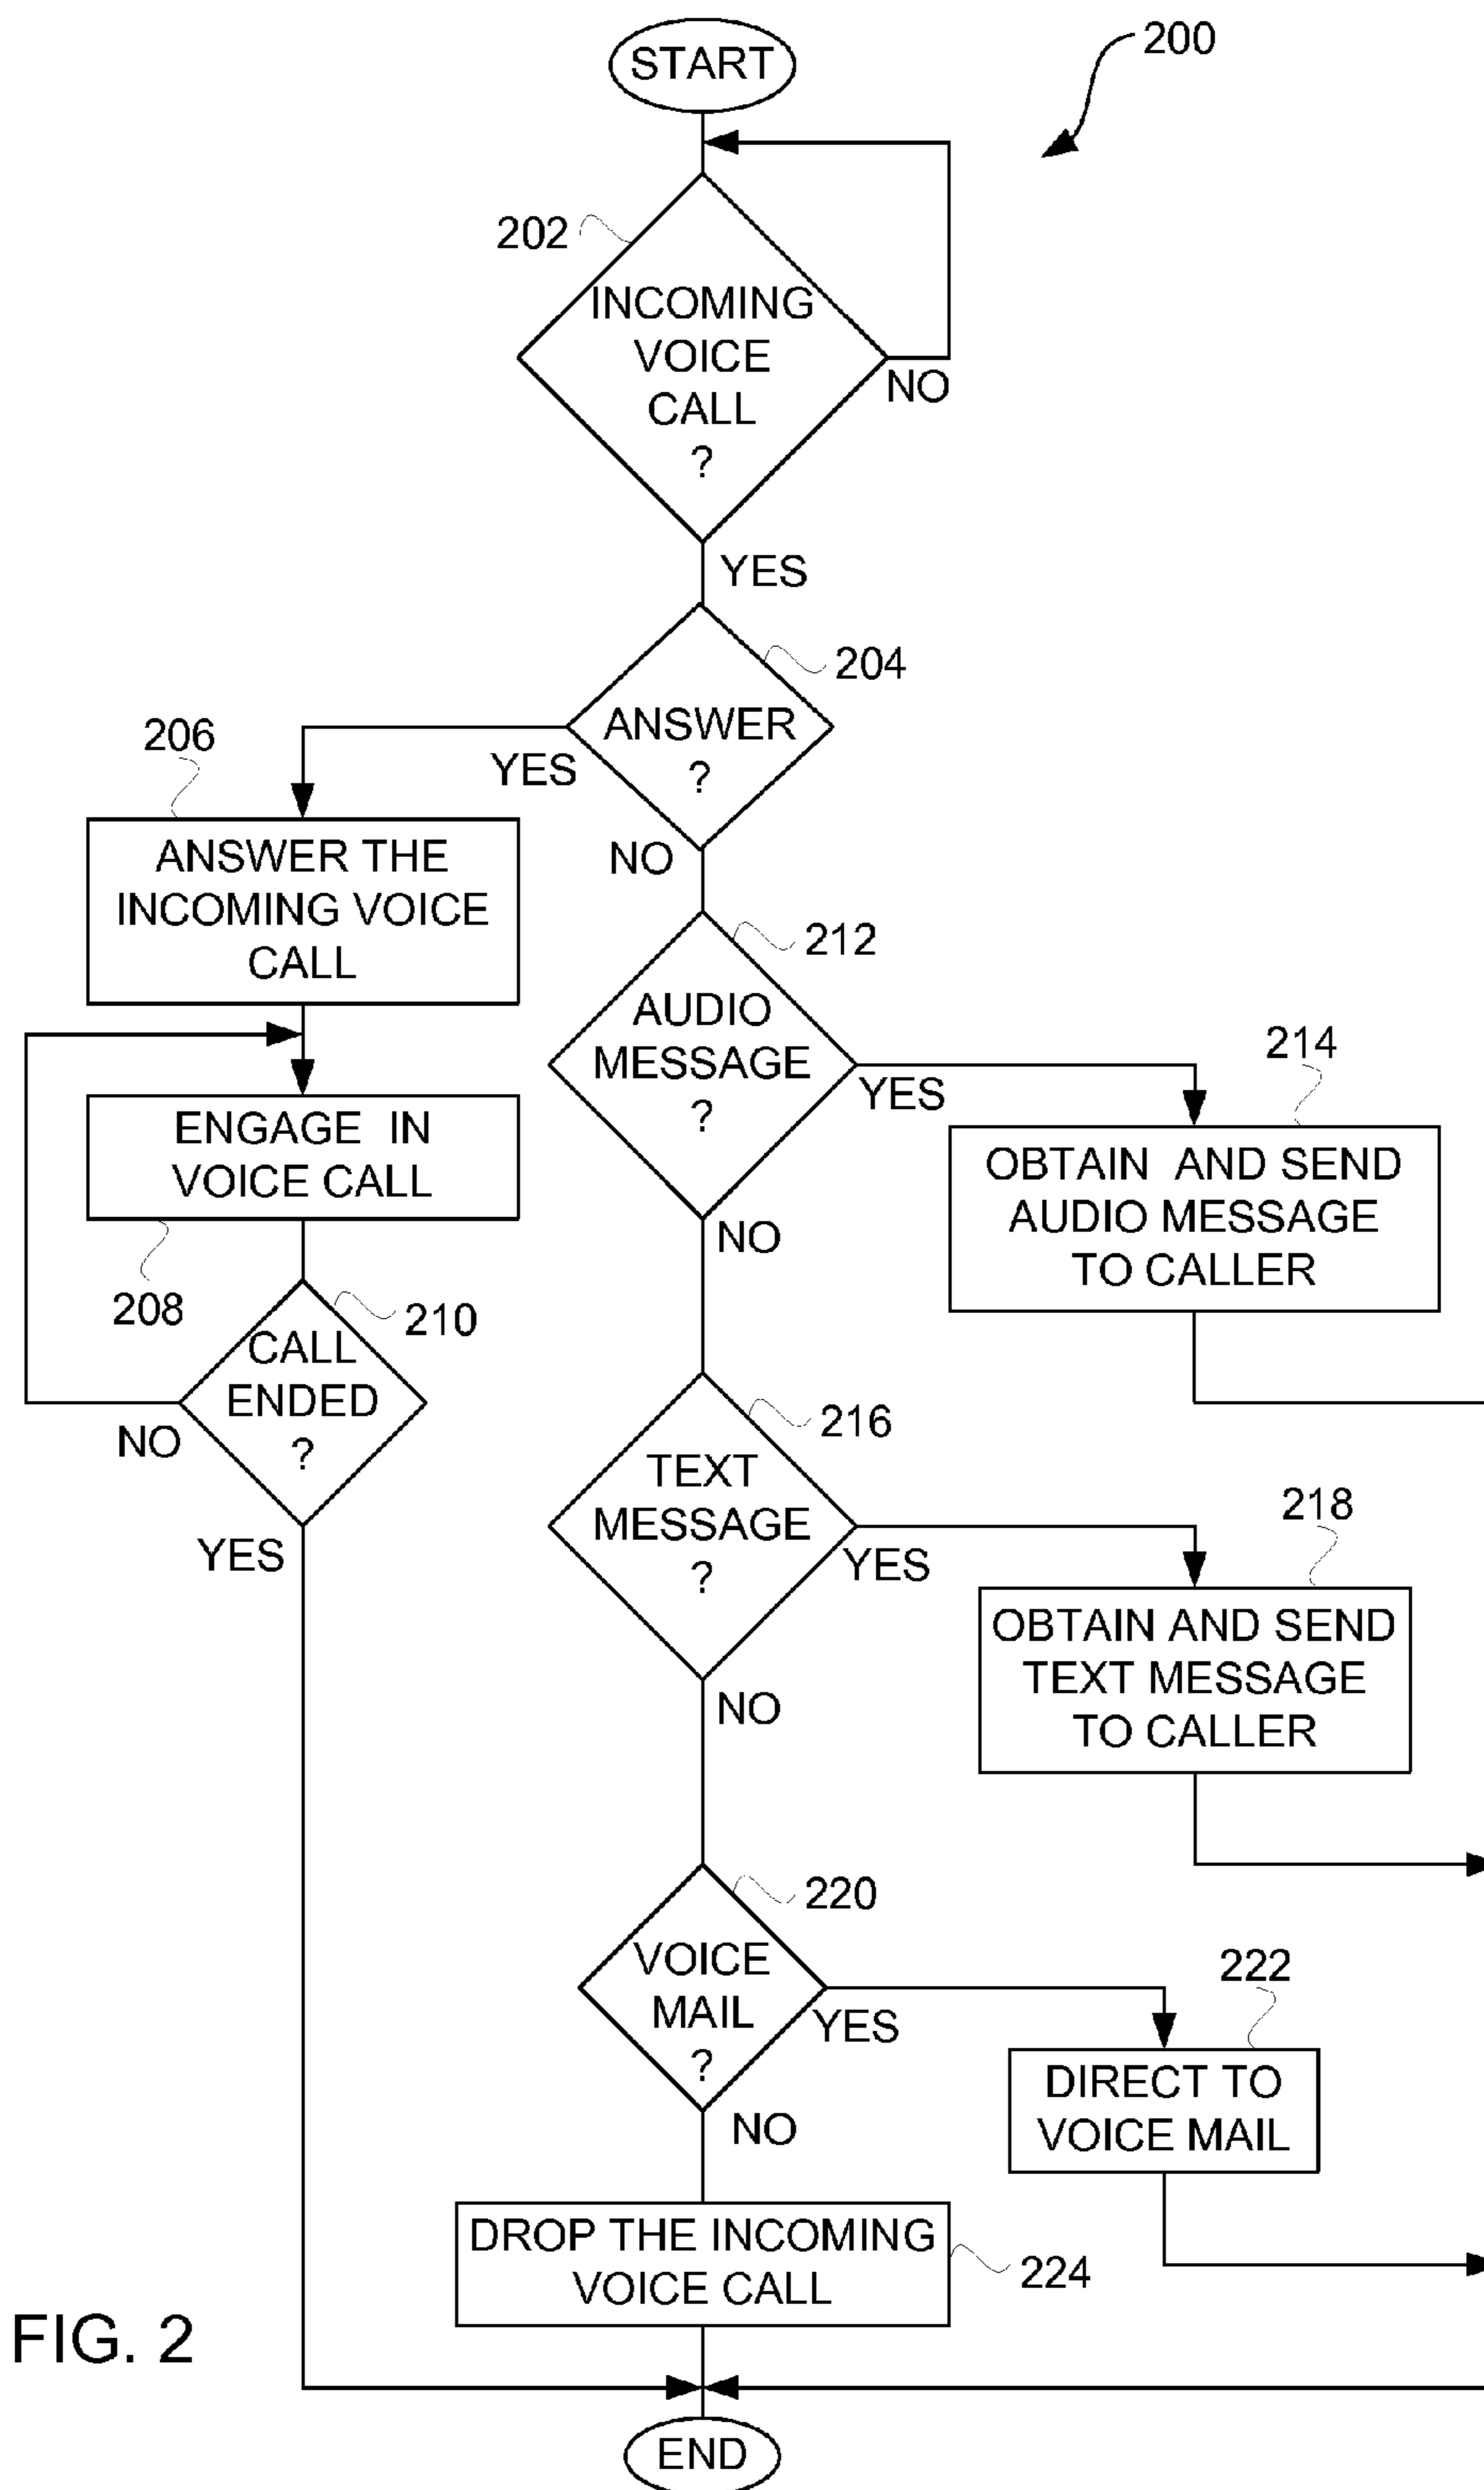 START
200
202
INCOMING
VOICE
CALL
?
NO
YES
204
ANSWER
?
YES
NO
206
ANSWER THE
INCOMING VOICE
CALL
212
AUDIO
MESSAGE
?
YES
NO
214
OBTAIN AND SEND
AUDIO MESSAGE
TO CALLER
ENGAGE IN
VOICE CALL
208
210
CALL
ENDED
?
NO
YES
216
TEXT
MESSAGE
?
YES
NO
218
OBTAIN AND SEND
TEXT MESSAGE
TO CALLER
220
VOICE
MAIL
?
YES
NO
222
DIRECT TO
VOICE MAIL
DROP THE INCOMING
VOICE CALL
224
FIG. 2
END